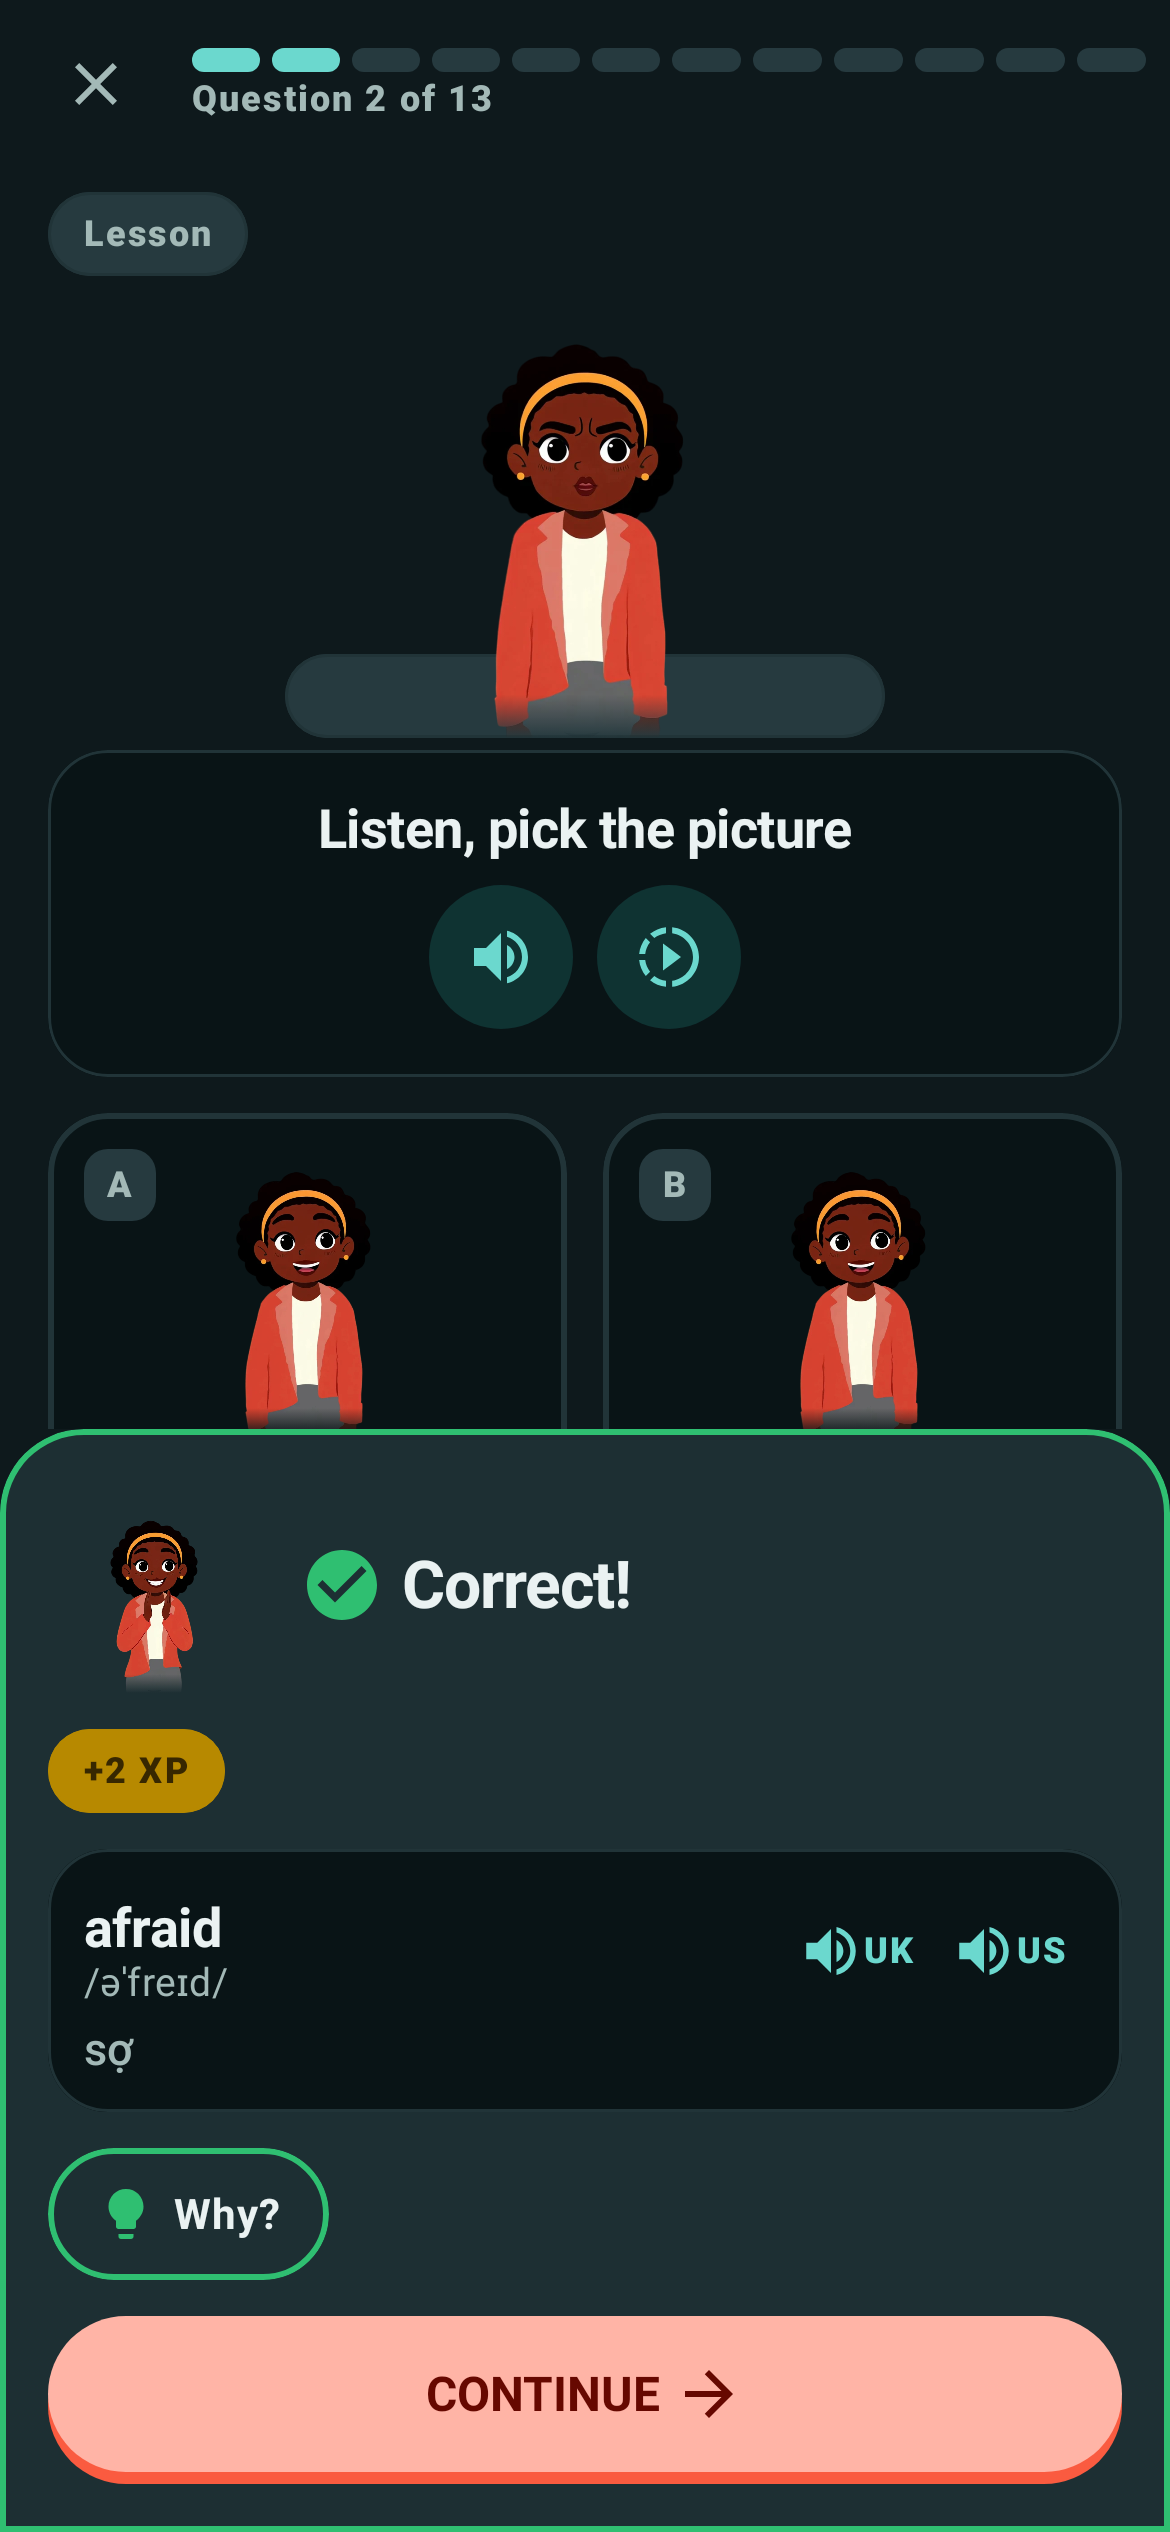 Question 2 of 13
Lesson
Listen, pick the picture
A
B
Correct!
+2 XP
afraid
/əˈfreɪd/
UK
US
sợ
Why?
CONTINUE